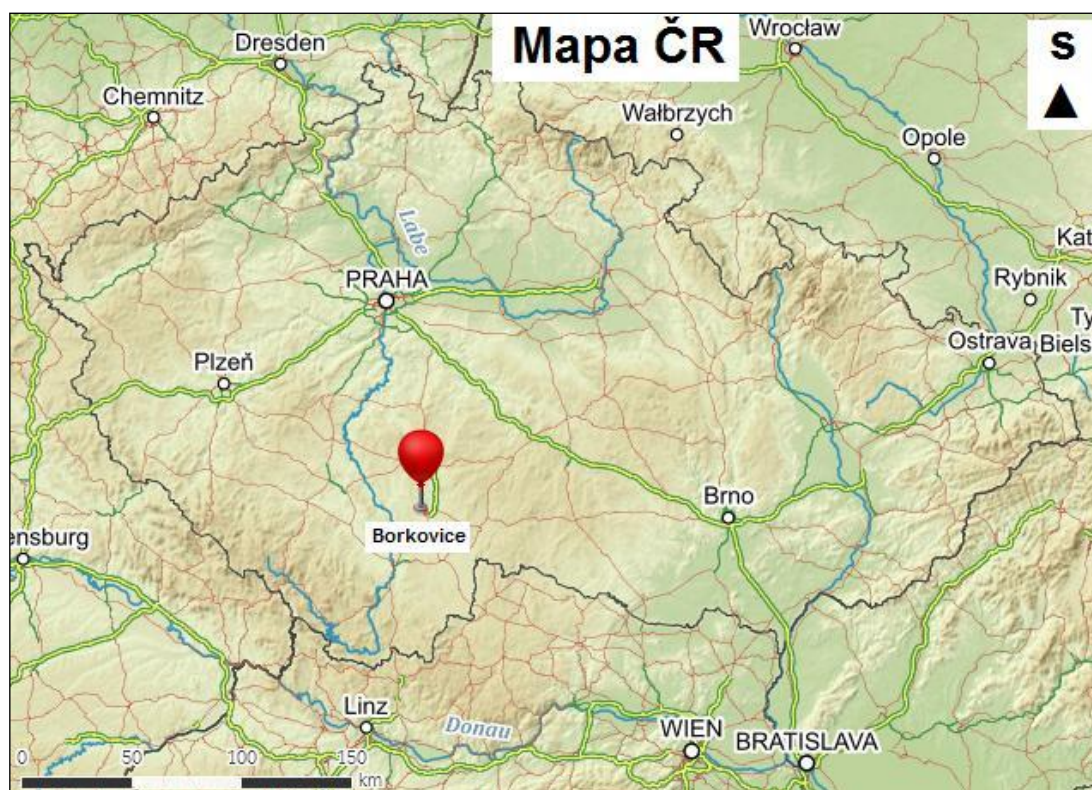 Mapa ČR
S
Wrocław
Dresden
Chemnitz
Wałbrzych
Opole
Labe
Kat
PRAHA
Rybnik
Ty
Ostrava
Biels
Plzeň
Brno
Borkovice
ensburg
Linz
Donau
WIEN
BRATISLAVA
0 50 100 150
km